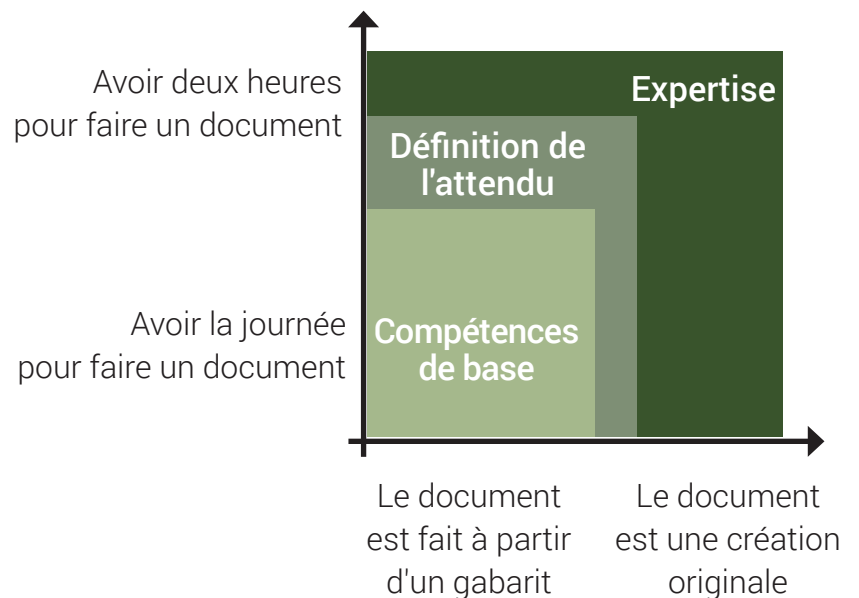 Avoir deux heures
pour faire un document
Expertise
Définition de
l'attendu
Avoir la journée
pour faire un document
Compétences
de base
Le document
est fait à partir
d'un gabarit
Le document
est une création
originale